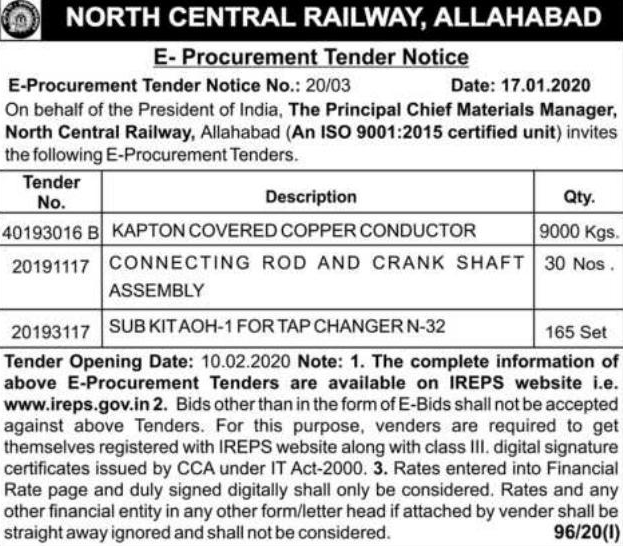 NORTH CENTRAL RAILWAY, ALLAHABAD
E- Procurement Tender Notice
E-Procurement Tender Notice No.: 20/03 Date: 17.01.2020
On behalf of the President of India, The Principal Chief Materials Manager,
North Central Railway, Allahabad (An ISO 9001:2015 certified unit) invites
the following E-Procurement Tenders.
Tender No. Description Qty.
40193016 B KAPTON COVERED COPPER CONDUCTOR 9000 Kgs.
20191117 CONNECTING ROD AND CRANK SHAFT 30 Nos .
ASSEMBLY
20193117 SUB KIT AOH-1 FOR TAP CHANGER N-32 165 Set
Tender Opening Date: 10.02.2020 Note: 1. The complete information of
above E-Procurement Tenders are available on IREPS website i.e.
www.ireps.gov.in 2. Bids other than in the form of E-Bids shall not be accepted
against above Tenders. For this purpose, venders are required to get
themselves registered with IREPS website along with class III. digital signature
certificates issued by CCA under IT Act-2000. 3. Rates entered into Financial
Rate page and duly signed digitally shall only be considered. Rates and any
other financial entity in any other form/letter head if attached by vender shall be
straight away ignored and shall not be considered. 96/20(I)